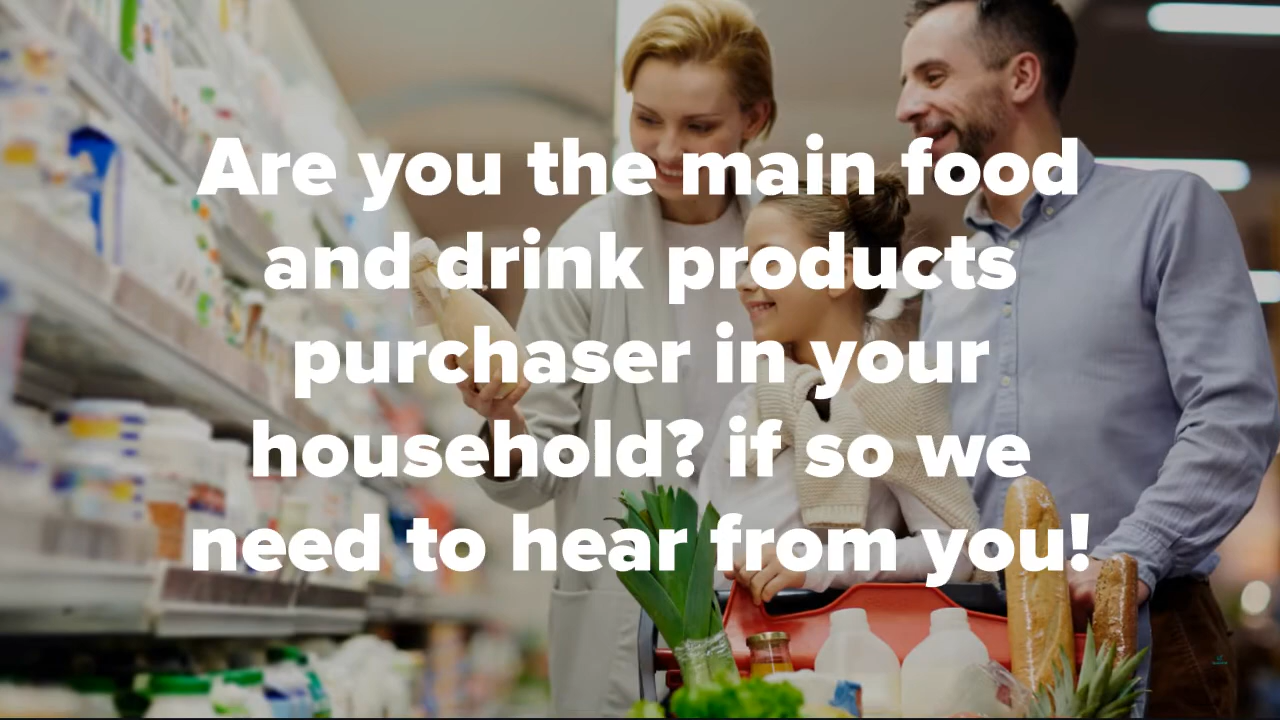 Are you the main food
and drink products
purchaser in your
household? if so we
need to hear from you!